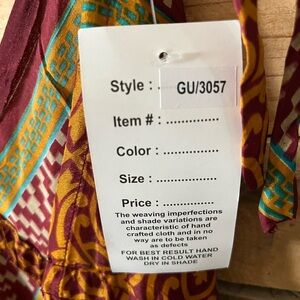 Style : . GU/3057
Item # : ...............
Color : ...............
Size : ...............
Price : ...............
The weaving imperfections
and shade variations are
characteristic of hand
crafted cloth and in no
way are to be taken
as defects
FOR BEST RESULT HAND
WASH IN COLD WATER
DRY IN SHADE